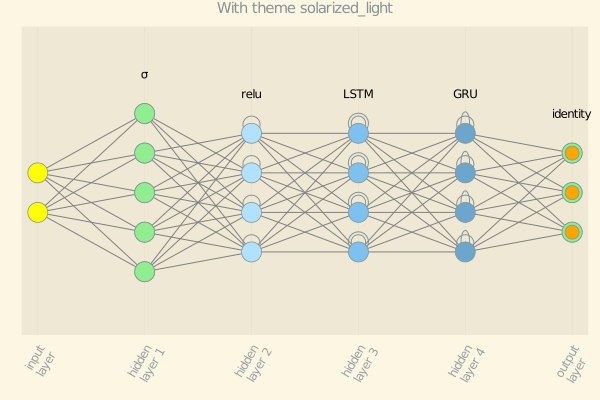 With theme solarized_light
σ
relu
LSTM
GRU
identity
input
layer
hidden
layer 1
hidden
layer 2
hidden
layer 3
hidden
layer 4
output
layer